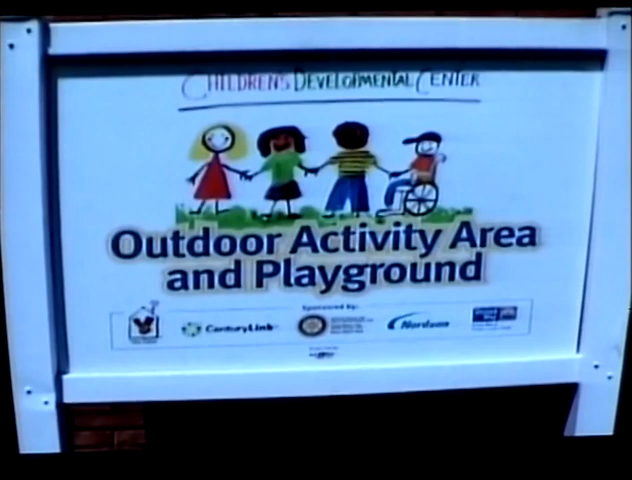 CHILDREN'S DEVELOPMENTAL CENTER
Outdoor Activity Area
and Playground
Sponsored By:
CenturyLink
Nordson